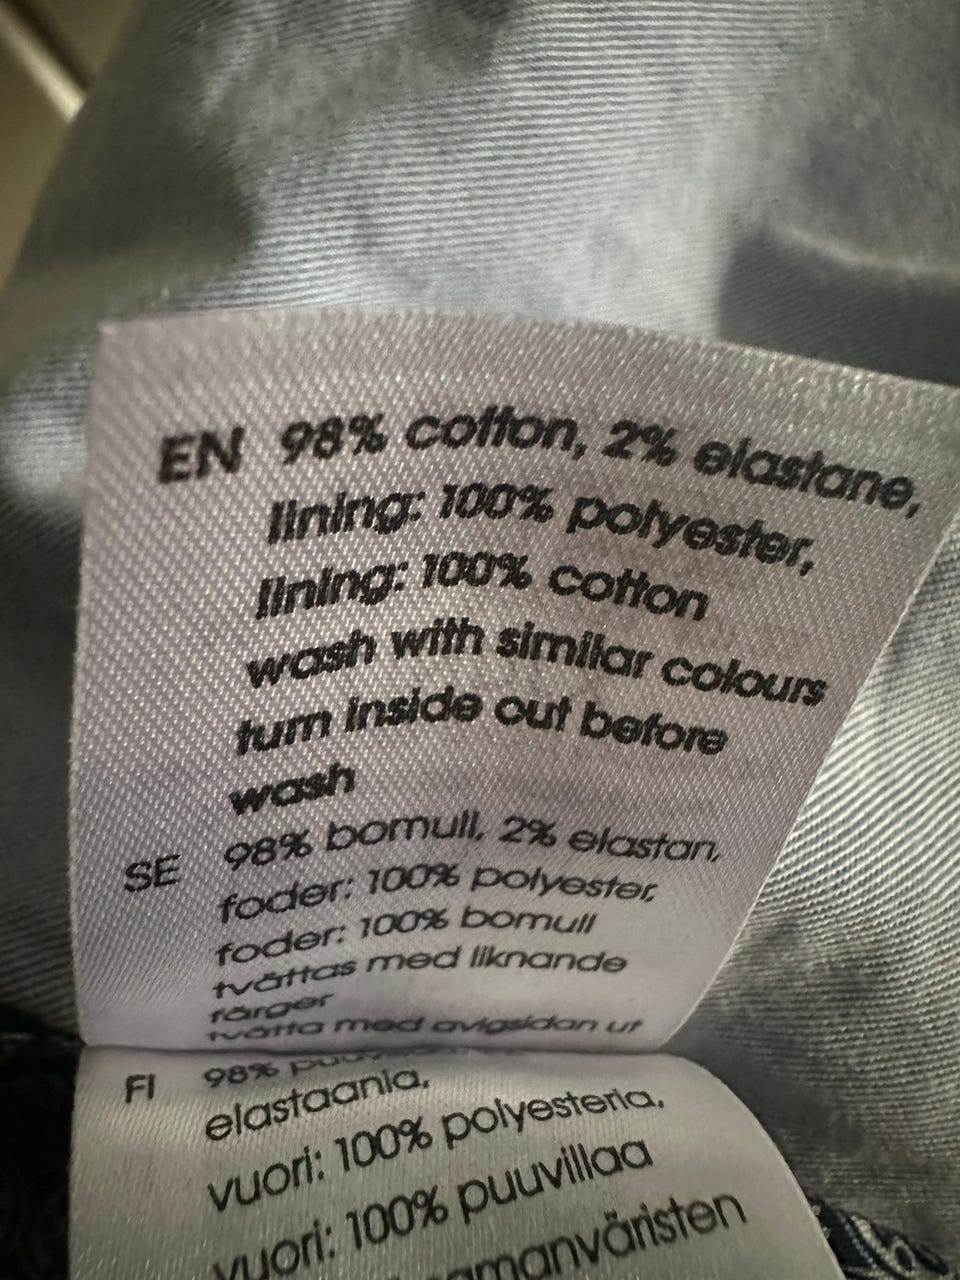 EN 98% cotton, 2% elastane,
lining: 100% polyester,
lining: 100% cotton
wash with similar colours
turn inside out before
wash
SE 98% bomull, 2% elastan,
foder: 100% polyester,
foder: 100% bomull
tvättas med liknande
färger
tvätta med avigsidan ut
FI 98%
elastaania,
vuori: 100% polyesteria,
vuori: 100% puuvillaa